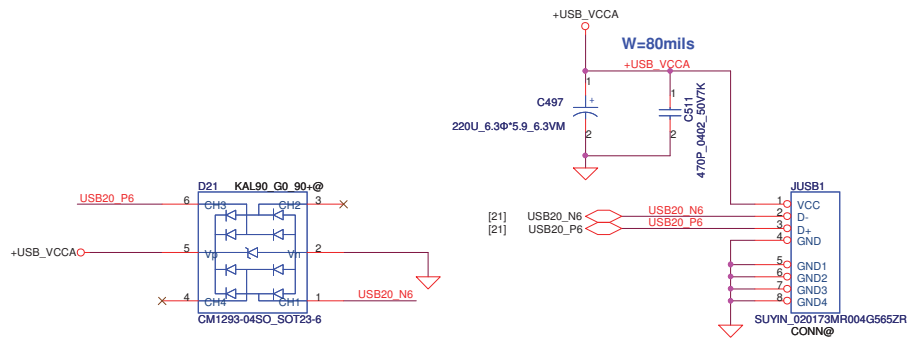 +USB_VCCA
W=80mils
+USB_VCCA
1
1
C497
+
C511
220U_6.3Φ*5.9_6.3VM
2
2
470P_0402_50V7K
D21 KAL90_G0_90+@
JUSB1
USB20_P6 6 CH3 CH2 3
1 VCC
[21] USB20_N6 USB20_N6 2 D-
[21] USB20_P6 USB20_P6 3 D+
4 GND
+USB_VCCA 5 Vp Vn 2
5 GND1
6 GND2
7 GND3
8 GND4
4 CH4 CH1 1 USB20_N6
CM1293-04SO_SOT23-6
SUYIN_020173MR004G565ZR
CONN@